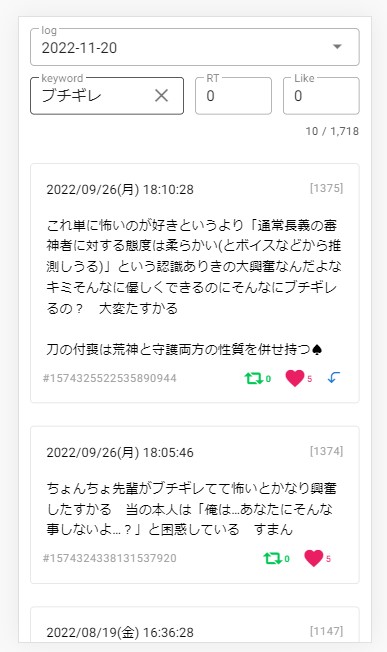 log
2022-11-20
keyword
ブチギレ
RT
0
Like
0
10 / 1,718
2022/09/26(月) 18:10:28
[1375]
これ単に怖いのが好きというより「通常長義の審
神者に対する態度は柔らかい(とボイスなどから推
測しうる)」という認識ありきの大興奮なんだよな
キミそんなに優しくできるのにそんなにブチギレ
るの？　大変たすかる
刀の付喪は荒神と守護両方の性質を併せ持つ♠
#1574325522535890944
0
5
2022/09/26(月) 18:05:46
[1374]
ちょんちょ先輩がブチギレてて怖いとかなり興奮
したすかる　当の本人は「俺は…あなたにそんな
事しないよ…？」と困惑している　すまん
#1574324338131537920
0
5
2022/08/19(金) 16:36:28
[1147]